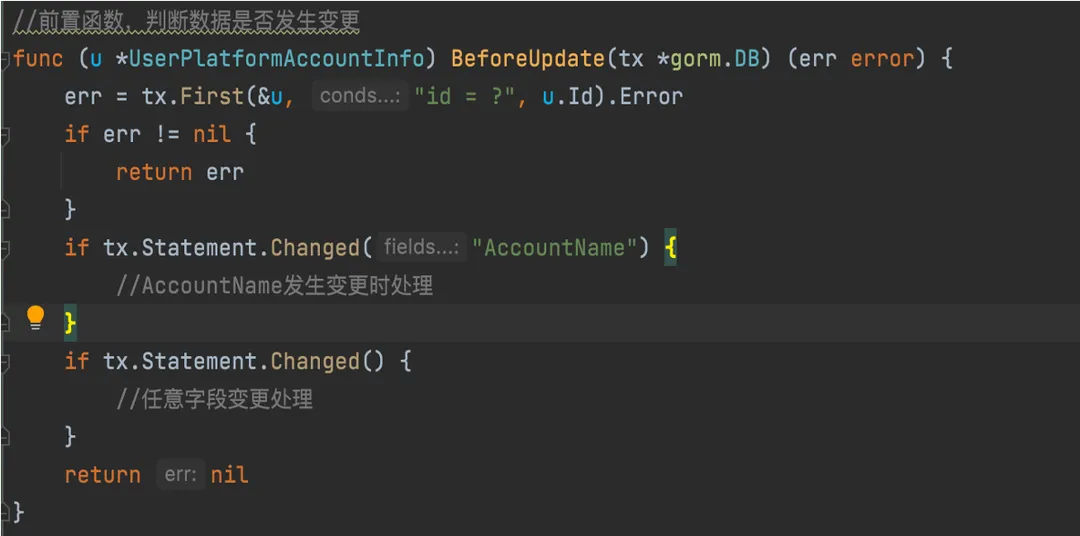 //前置函数，判断数据是否发生变更
func (u *UserPlatformAccountInfo) BeforeUpdate(tx *gorm.DB) (err error) {
err = tx.First(&u, conds...: "id = ?", u.Id).Error
if err != nil {
return err
}
if tx.Statement.Changed( fields...: "AccountName") {
//AccountName发生变更时处理
}
if tx.Statement.Changed() {
//任意字段变更处理
}
return err: nil
}